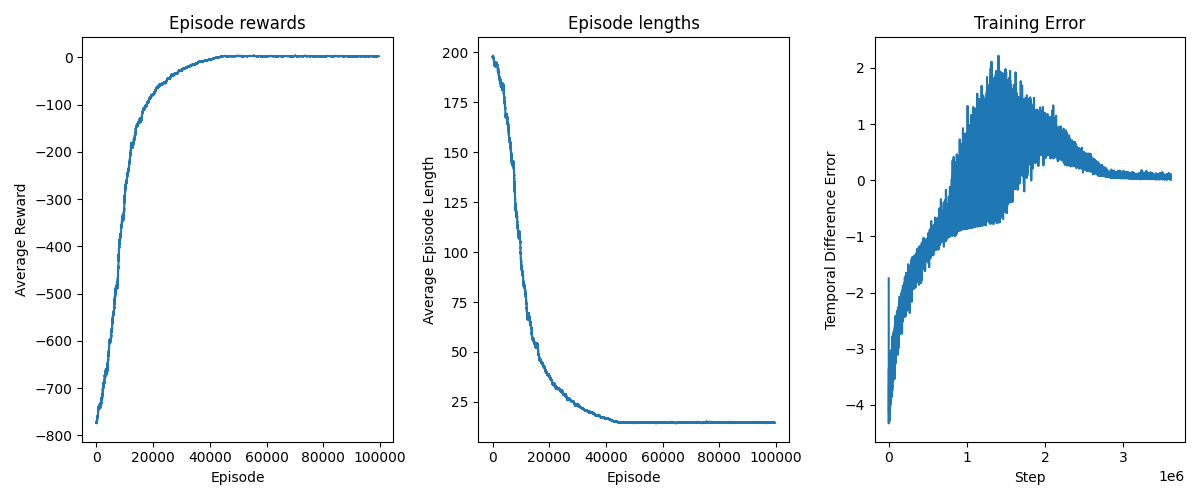 Episode rewards
Average Reward
0
−100
−200
−300
−400
−500
−600
−700
−800
0 20000 40000 60000 80000 100000
Episode
Episode lengths
Average Episode Length
200
175
150
125
100
75
50
25
0 20000 40000 60000 80000 100000
Episode
Training Error
Temporal Difference Error
2
1
0
−1
−2
−3
−4
0 1 2 3
1e6
Step